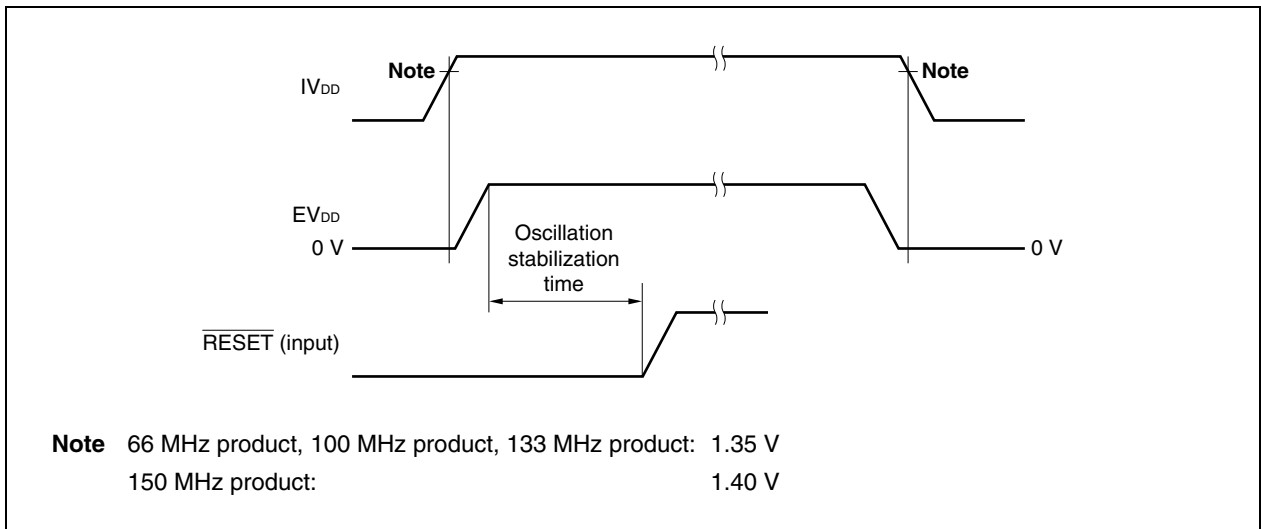 Note
Note
IVDD
EVDD
0 V
0 V
Oscillation
stabilization
time
RESET (input)
Note 66 MHz product, 100 MHz product, 133 MHz product: 1.35 V
150 MHz product: 1.40 V